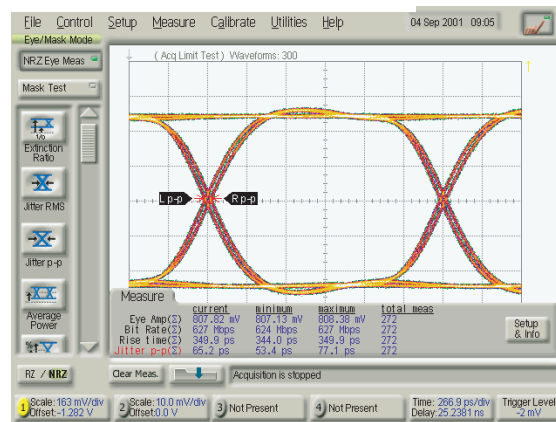 File Control Setup Measure Calibrate Utilities Help 04 Sep 2001 09:05
Eye/Mask Mode
NRZ Eye Meas
( Acq Limit Test ) Waveforms: 300
Mask Test
Extinction
Ratio
Jitter RMS
L p-p R p-p
Jitter p-p
Average
Power
Measure
current minimum maximum total meas
Eye Amp(Σ) 807.82 mV 807.13 mV 808.38 mV 272
Bit Rate(Σ) 627 Mbps 624 Mbps 627 Mbps 272
Rise time(Σ) 349.9 ps 344.0 ps 349.9 ps 272
Jitter p-p(Σ) 65.2 ps 53.4 ps 77.1 ps 272
Setup
& Info
RZ / NRZ
Clear Meas.
Acquisition is stopped
1 Scale: 163 mV/div
Offset:-1.282 V
2 Scale: 10.0 mV/div
Offset:0.0 V
3 Not Present
4 Not Present
Time: 266.9 ps/div
Delay:25.2381 ns
Trigger Level
-2 mV